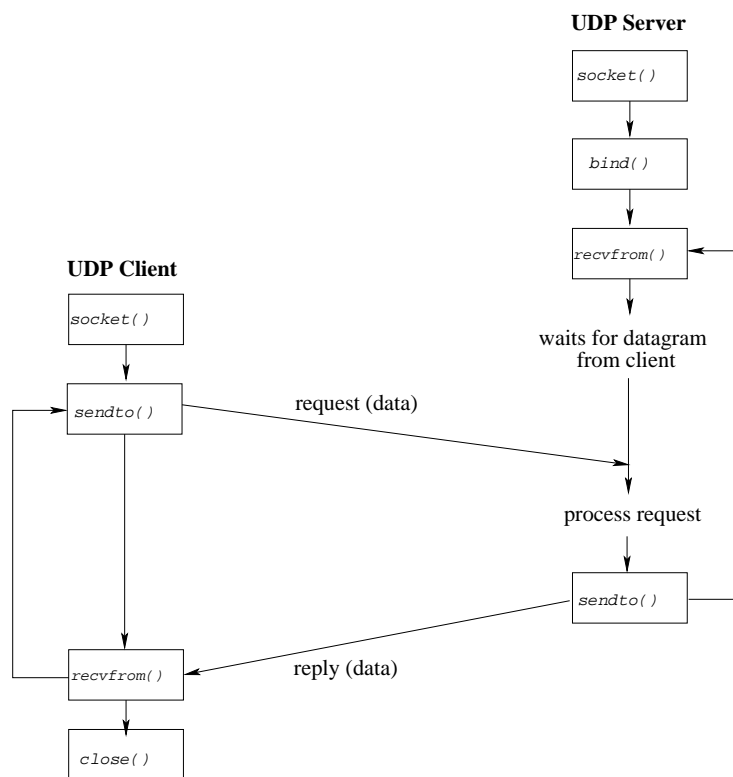 UDP Server
socket()
bind()
recvfrom()
waits for datagram
from client
process request
sendto()
UDP Client
socket()
sendto()
request (data)
reply (data)
recvfrom()
close()